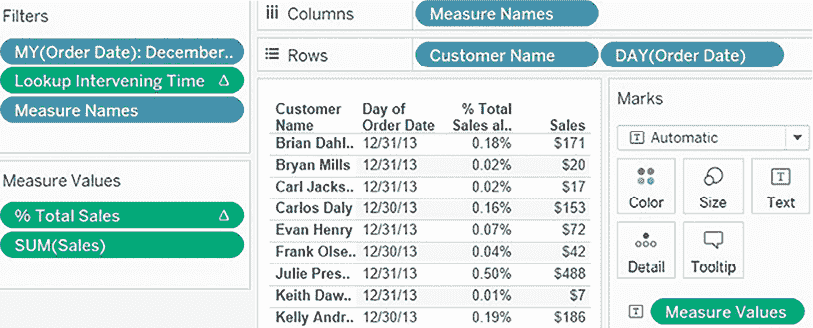 Filters
MY(Order Date): December..
Lookup Intervening Time Δ
Measure Names
Measure Values
% Total Sales Δ
SUM(Sales)
iii Columns
Measure Names
Rows
Customer Name
DAY(Order Date)
Customer Name Day of Order Date % Total Sales al.. Sales
Brian Dahl.. 12/31/13 0.18% $171
Bryan Mills 12/31/13 0.02% $20
Carl Jacks.. 12/31/13 0.02% $17
Carlos Daly 12/30/13 0.16% $153
Evan Henry 12/31/13 0.07% $72
Frank Olse.. 12/30/13 0.04% $42
Julie Pres.. 12/31/13 0.50% $488
Keith Daw.. 12/31/13 0.01% $7
Kelly Andr.. 12/30/13 0.19% $186
Marks
T Automatic
Color
Size
T
Text
Detail
Tooltip
T Measure Values